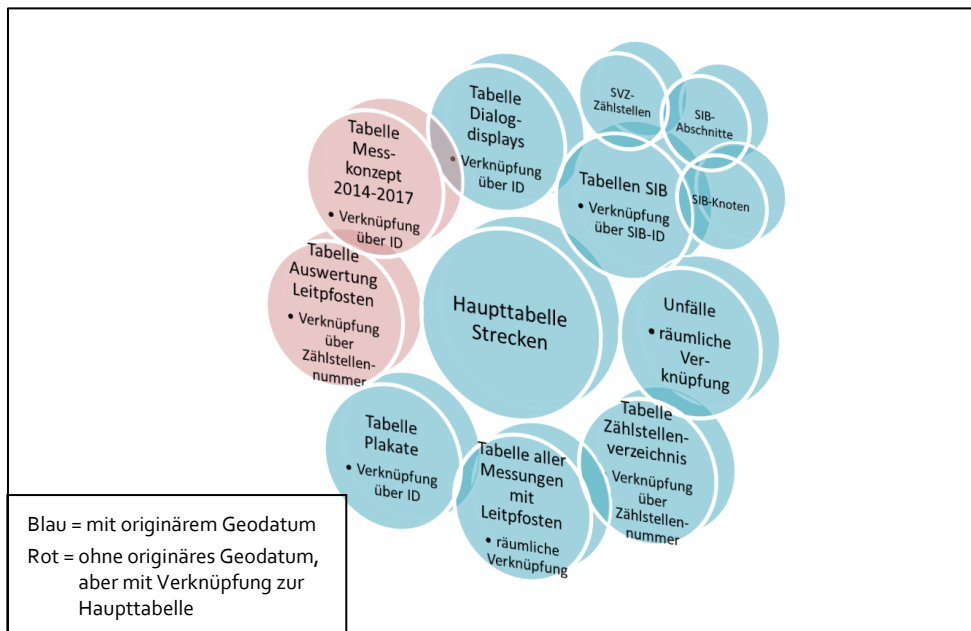 SVZ-
Zählstellen
SIB-
Abschnitte
SIB-Knoten
Tabelle
Dialog-
displays
• Verknüpfung
über ID
Tabelle
Mess-
konzept
2014-2017
• Verknüpfung
über ID
Tabellen SIB
• Verknüpfung
über SIB-ID
Tabelle
Auswertung
Leitpfosten
• Verknüpfung
über
Zählstellen-
nummer
Haupttabelle
Strecken
Unfälle
• räumliche
Ver-
knüpfung
Tabelle
Plakate
• Verknüpfung
über ID
Tabelle aller
Messungen
mit
Leitpfosten
• räumliche
Verknüpfung
Tabelle
Zählstellen-
verzeichnis
• Verknüpfung
über
Zählstellen-
nummer
Blau = mit originärem Geodatum
Rot = ohne originäres Geodatum,
aber mit Verknüpfung zur
Haupttabelle